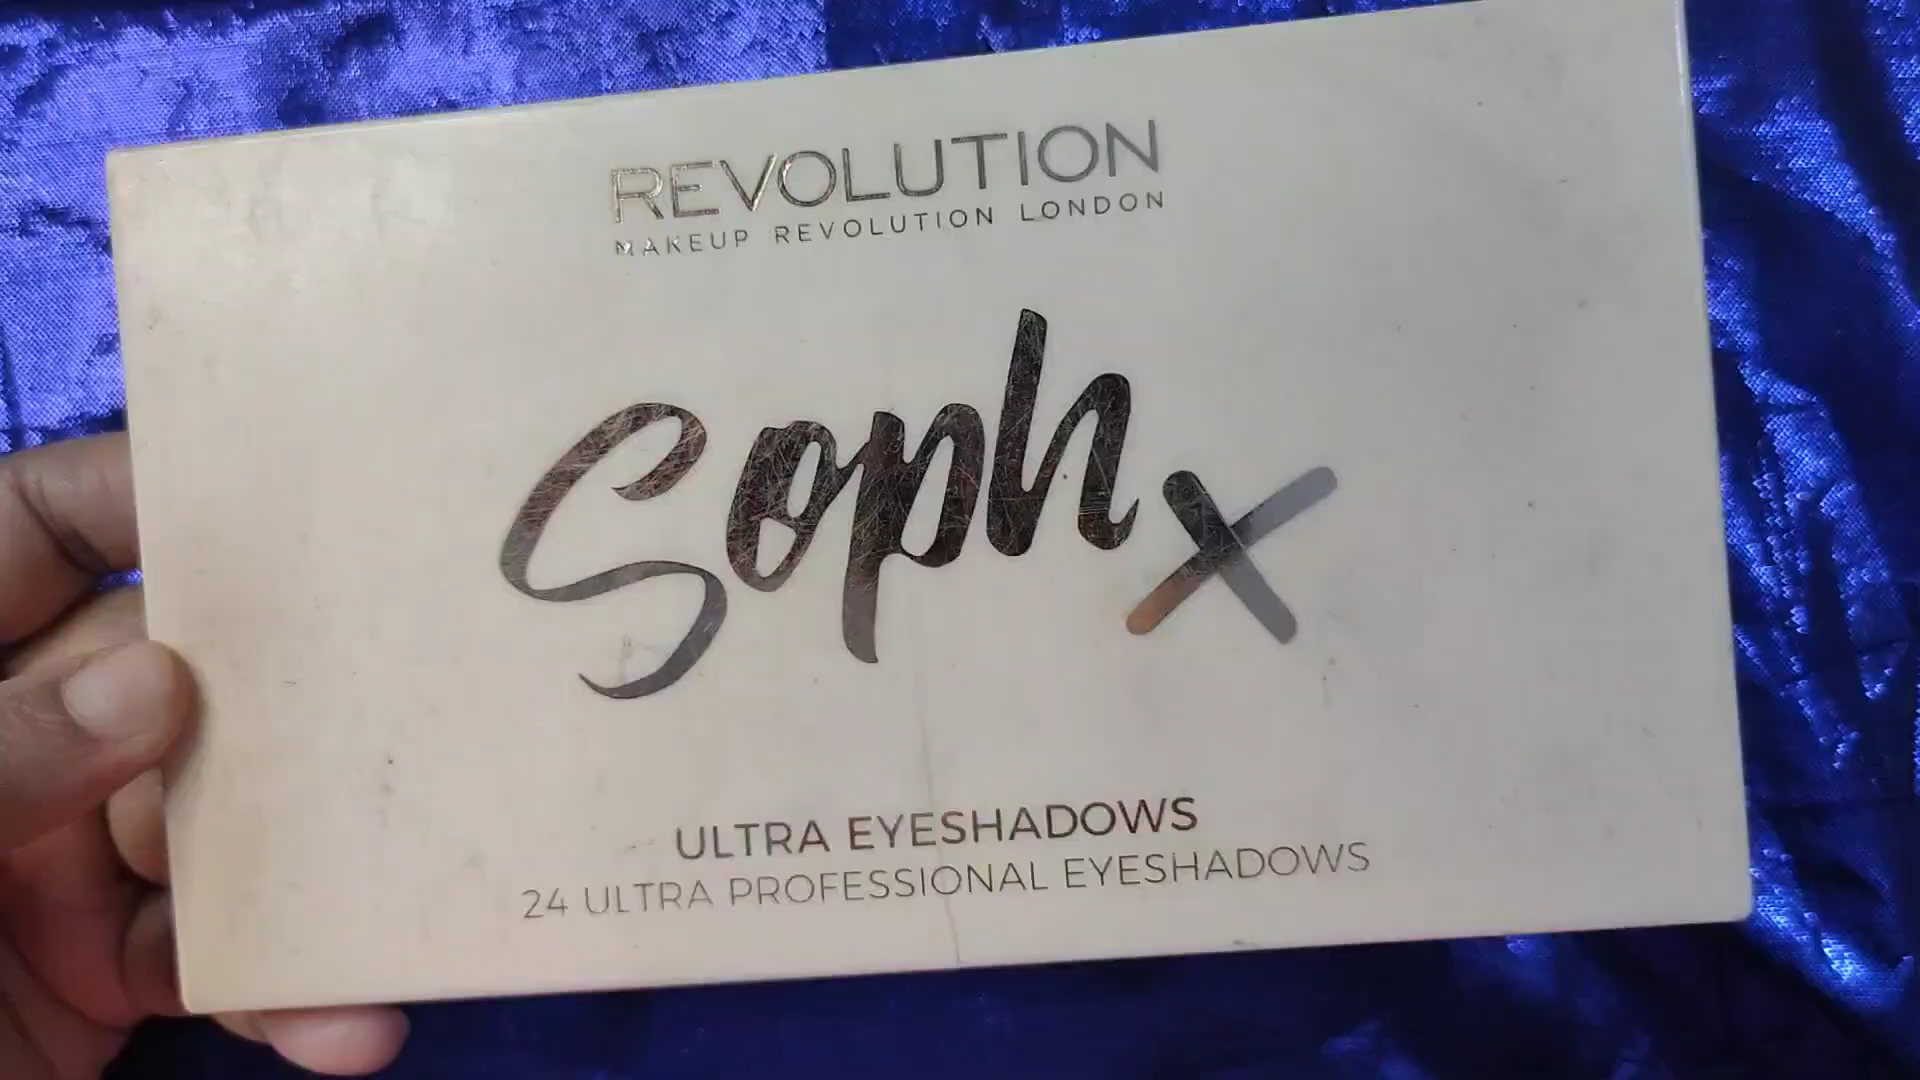 REVOLUTION
MAKEUP REVOLUTION LONDON
Soph
X
ULTRA EYESHADOWS
24 ULTRA PROFESSIONAL EYESHADOWS